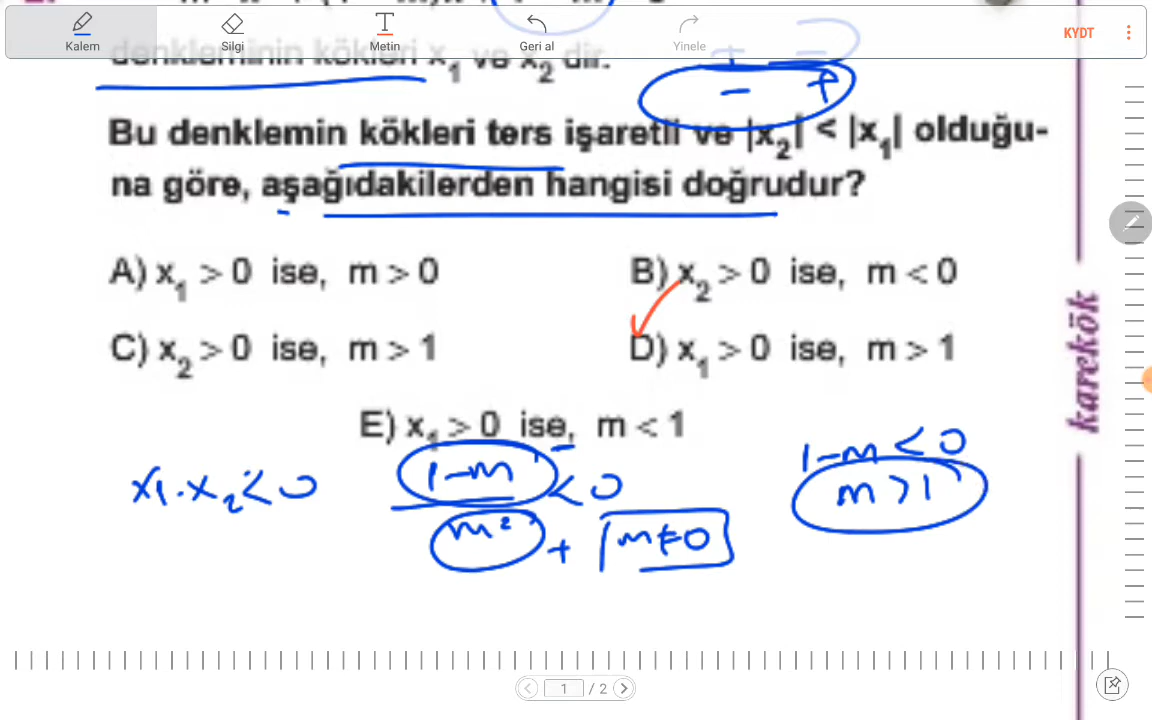 Kalem
Silgi
Metin
Geri al
Yinele
KYDT
denkleminin kökleri x₁ ve x₂ dir.
Bu denklemin kökleri ters işaretli ve |x₂| < |x₁| olduğu-
na göre, aşağıdakilerden hangisi doğrudur?
A) x₁ > 0 ise, m > 0
B) x₂ > 0 ise, m < 0
C) x₂ > 0 ise, m > 1
D) x₁ > 0 ise, m > 1
E) x₁ > 0 ise, m < 1
karekök
x₁.x₂ < 0
1-m
m²
< 0
+
m≠0
1-m < 0
m > 1
1 / 2